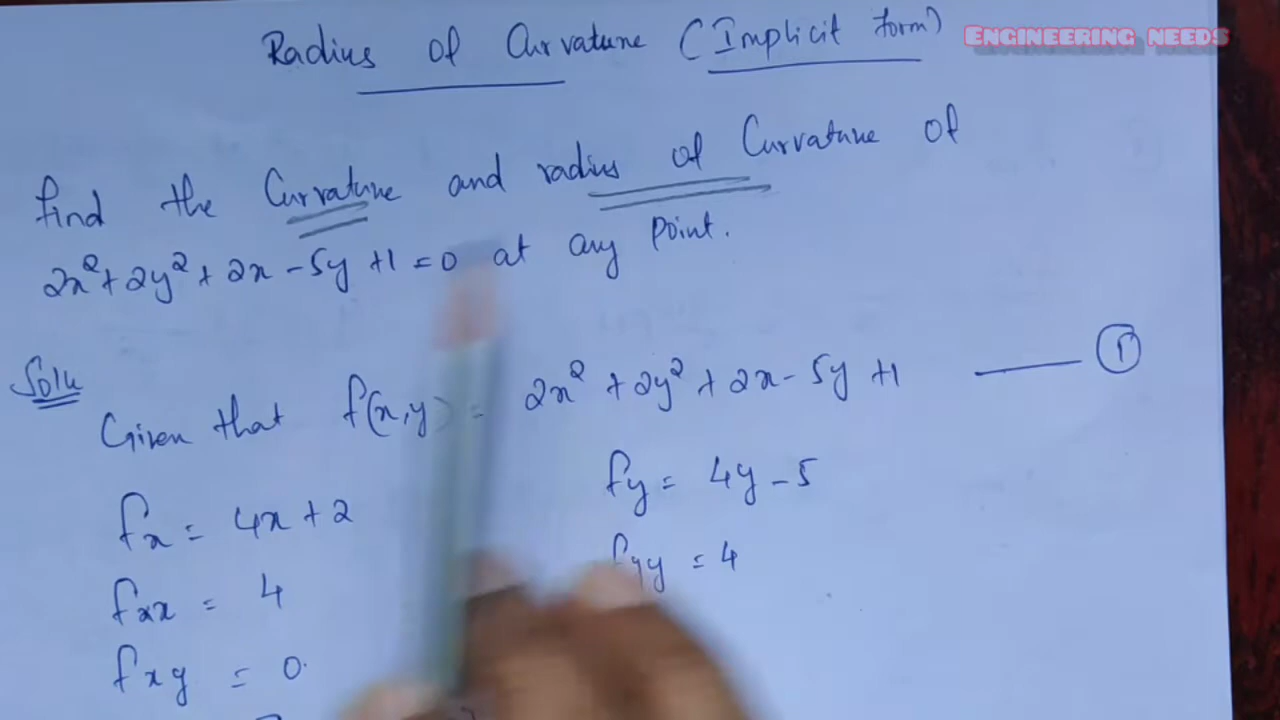 Radius of Curvature (Implicit form)
ENGINEERING NEEDS
find the Curvature and radius of Curvature of
2x²+2y²+2x-5y+1=0 at any point.
Solu
Given that f(x,y) = 2x²+2y²+2x-5y+1 ——— ①
fx = 4x+2 fy = 4y-5
fxx = 4 fyy = 4
fxy = 0.